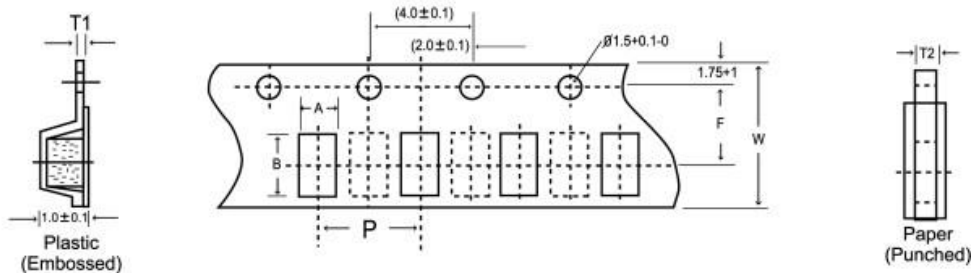 T1
(4.0±0.1)
(2.0±0.1)
Ø1.5+0.1-0
1.75+1
T2
A
F
W
B
P
1.0±0.1
Plastic
(Embossed)
Paper
(Punched)